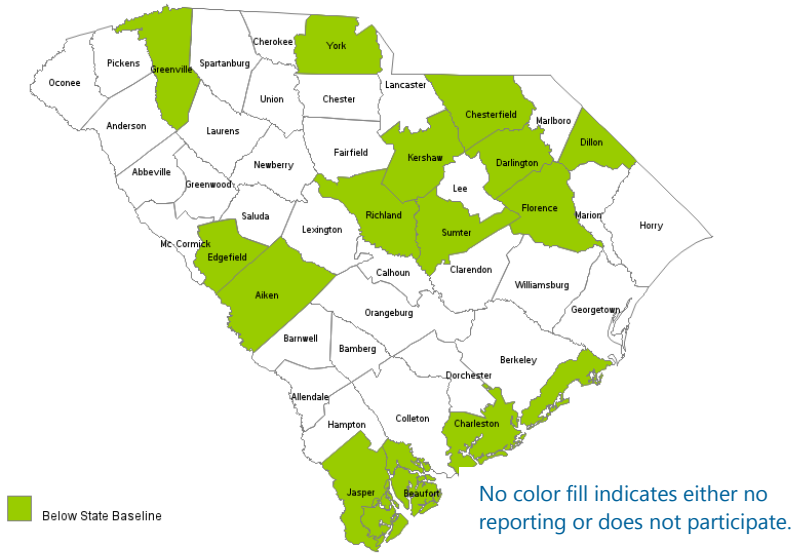 Cherokee
York
Spartanburg
Pickens
Greenville
Oconee
Lancaster
Union
Chester
Chesterfield
Marlboro
Anderson
Laurens
Dillon
Fairfield
Kershaw
Darlington
Newberry
Abbeville
Greenwood
Lee
Florence
Richland
Marion
Saluda
Horry
Lexington
Sumter
Mc Cormick
Edgefield
Clarendon
Calhoun
Williamsburg
Aiken
Orangeburg
Georgetown
Barnwell
Bamberg
Berkeley
Dorchester
Allendale
Colleton
Hampton
Charleston
Jasper
Beaufort
No color fill indicates either no
reporting or does not participate.
Below State Baseline